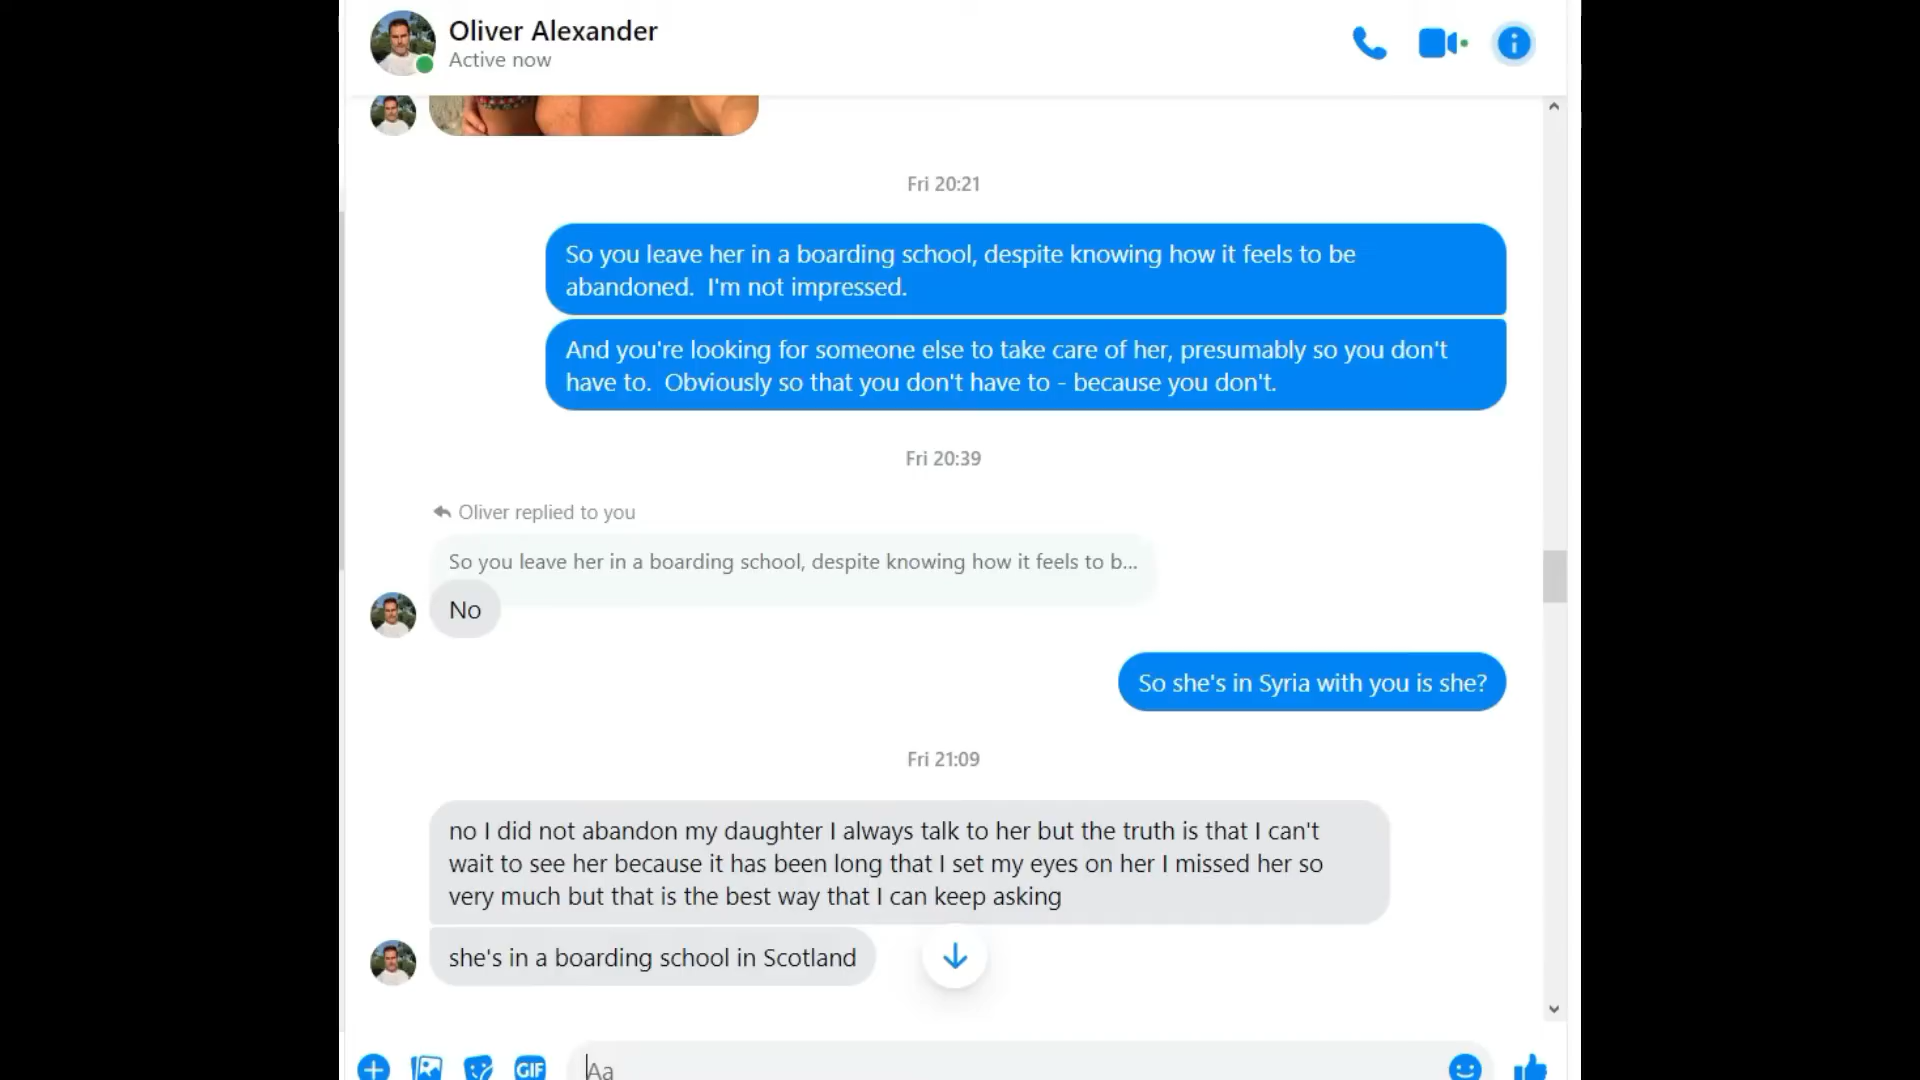 Oliver Alexander
Active now
Fri 20:21
So you leave her in a boarding school, despite knowing how it feels to be
abandoned.  I'm not impressed.
And you're looking for someone else to take care of her, presumably so you don't
have to.  Obviously so that you don't have to - because you don't.
Fri 20:39
Oliver replied to you
So you leave her in a boarding school, despite knowing how it feels to b...
No
So she's in Syria with you is she?
Fri 21:09
no I did not abandon my daughter I always talk to her but the truth is that I can't
wait to see her because it has been long that I set my eyes on her I missed her so
very much but that is the best way that I can keep asking
she's in a boarding school in Scotland
GIF
Aa